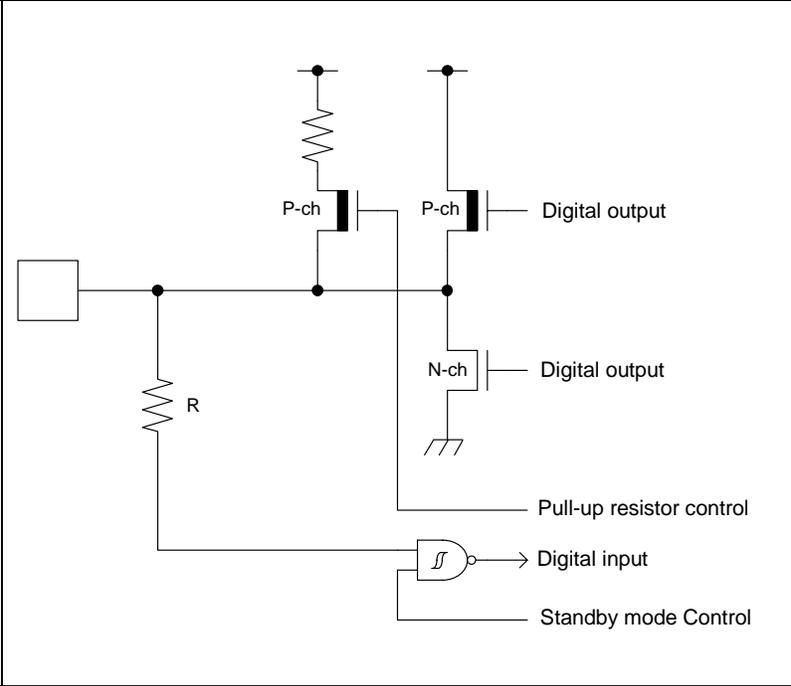 P-ch
P-ch
Digital output
N-ch
Digital output
R
Pull-up resistor control
Digital input
Standby mode Control